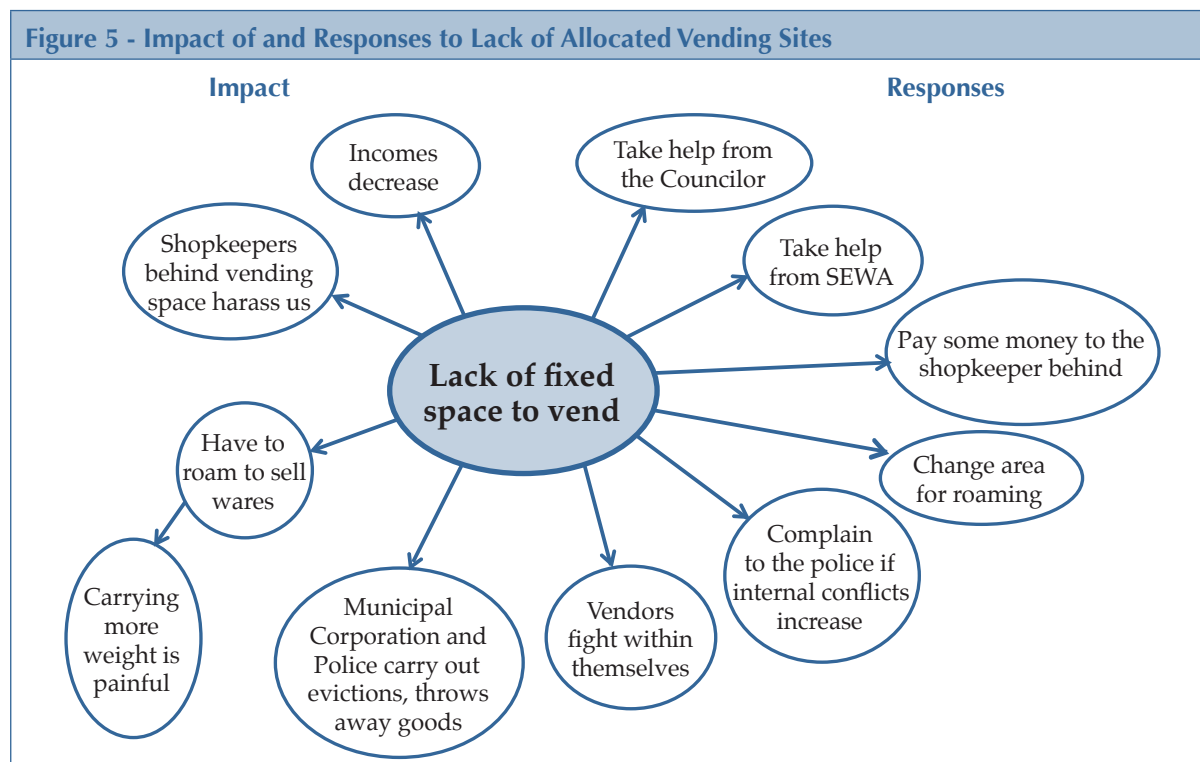 Figure 5 - Impact of and Responses to Lack of Allocated Vending Sites
Impact
Responses
Incomes
decrease
Take help from
the Councilor
Shopkeepers
behind vending
space harass us
Take help
from SEWA
Pay some money to the
shopkeeper behind
Lack of fixed
space to vend
Have to
roam to sell
wares
Change area
for roaming
Complain
to the police if
internal conflicts
increase
Carrying
more
weight is
painful
Municipal
Corporation and
Police carry out
evictions, throws
away goods
Vendors
fight within
themselves